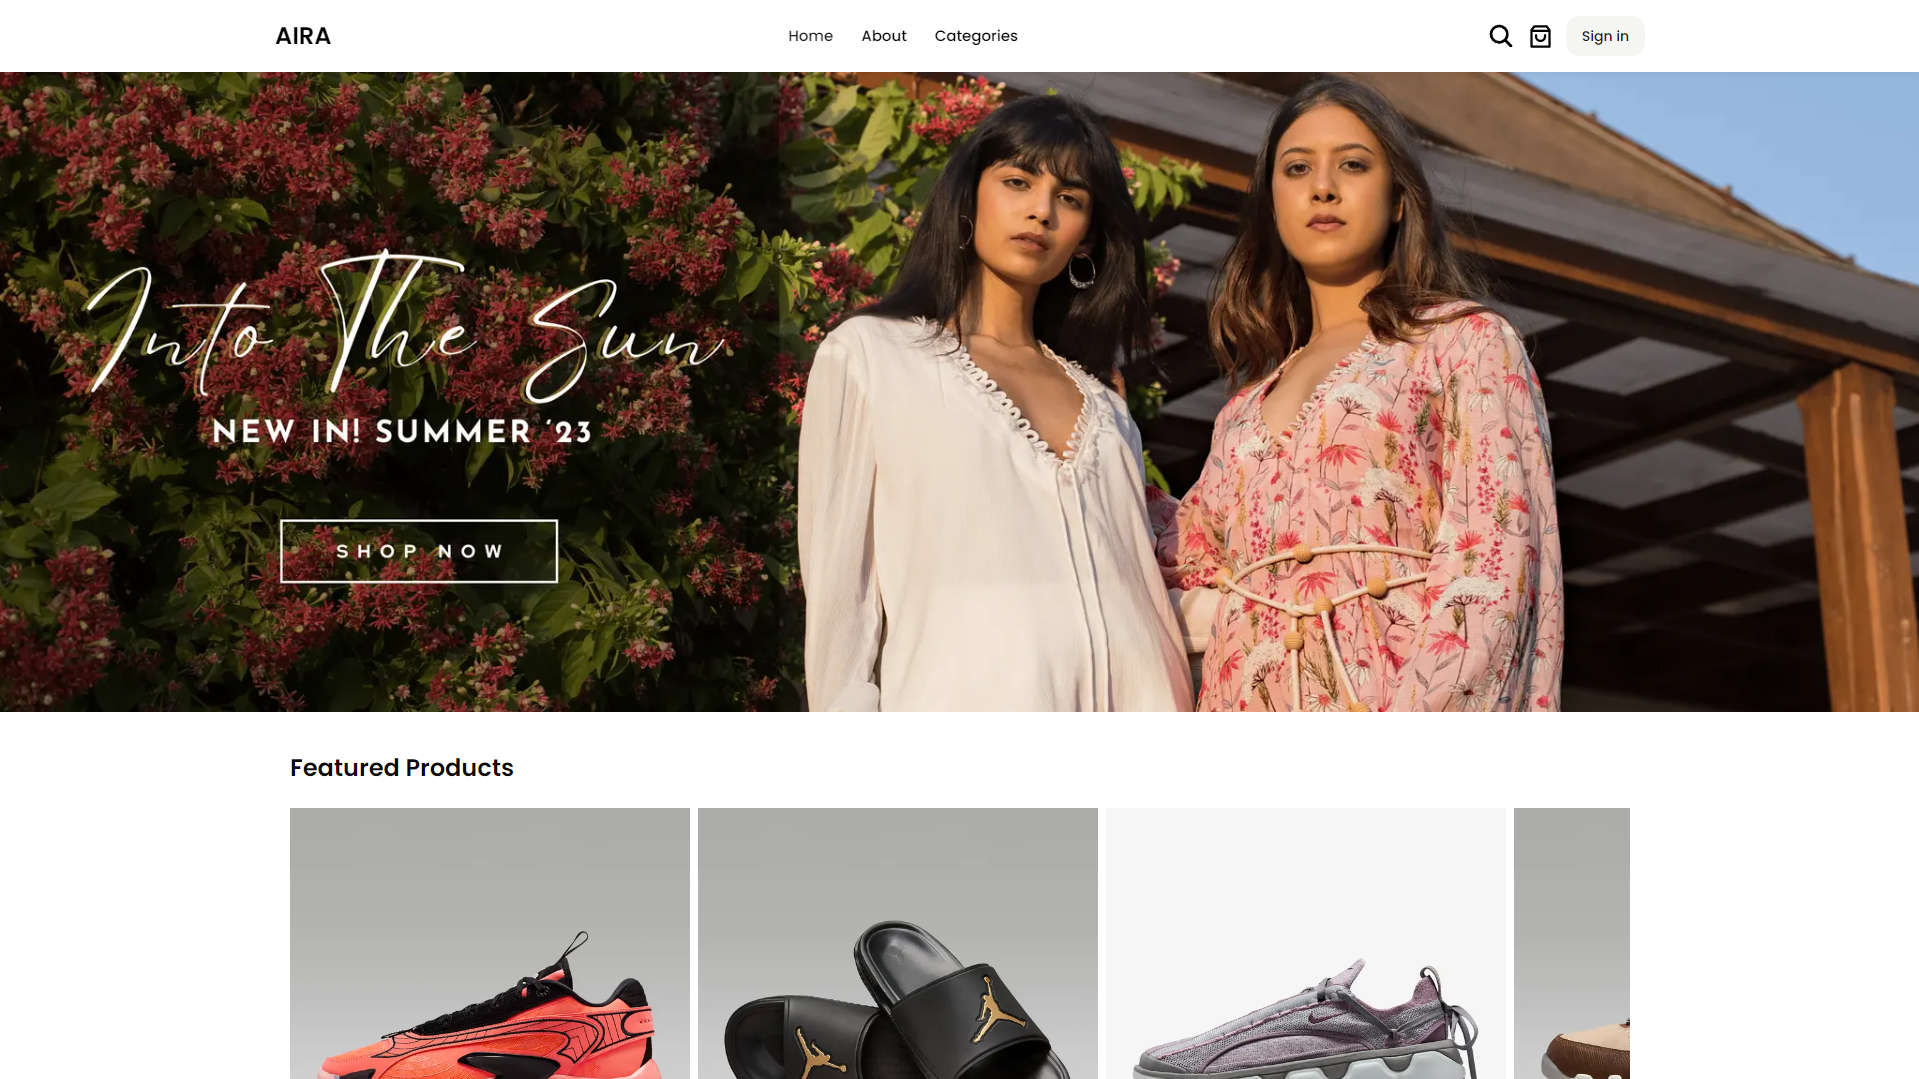 AIRA
Home
About
Categories
Sign in
Into The Sun
NEW IN! SUMMER '23
SHOP NOW
Featured Products